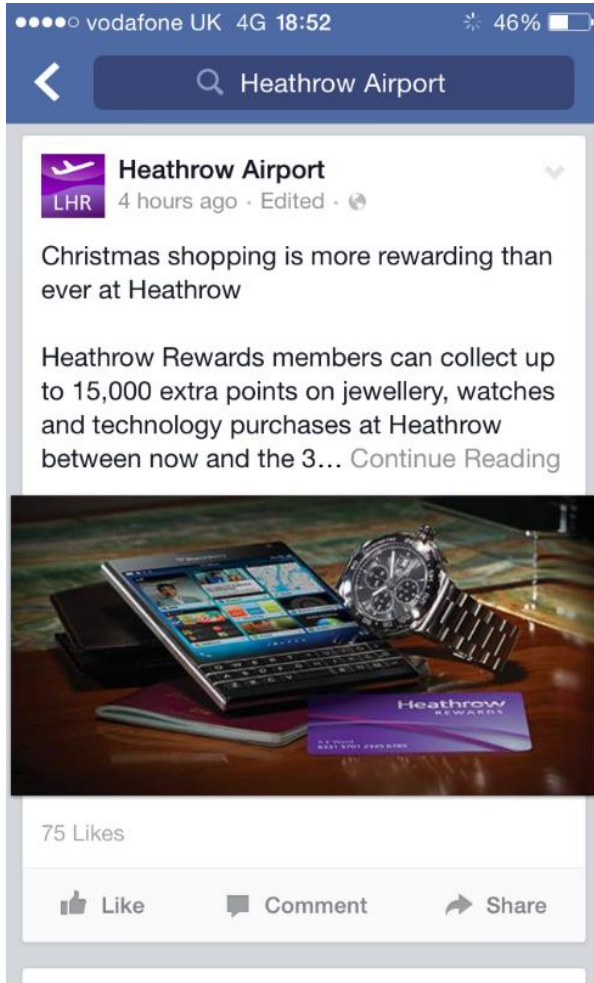 vodafone UK 4G 18:52 46%
Heathrow Airport
LHR
Heathrow Airport
4 hours ago · Edited ·
Christmas shopping is more rewarding than
ever at Heathrow
Heathrow Rewards members can collect up
to 15,000 extra points on jewellery, watches
and technology purchases at Heathrow
between now and the 3... Continue Reading
Heathrow
REWARDS
75 Likes
Like Comment Share